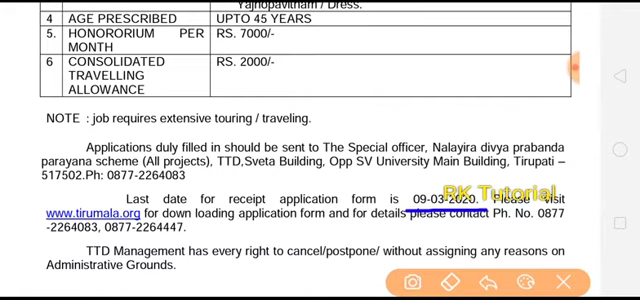 Yajnopavitham / Dress.
4 AGE PRESCRIBED UPTO 45 YEARS
5. HONORORIUM PER MONTH RS. 7000/-
6 CONSOLIDATED TRAVELLING ALLOWANCE RS. 2000/-
NOTE : job requires extensive touring / traveling.
Applications duly filled in should be sent to The Special officer, Nalayira divya prabanda
parayana scheme (All projects), TTD,Sveta Building, Opp SV University Main Building, Tirupati –
517502.Ph: 0877-2264083
Last date for receipt application form is 09-03-2020. Please visit
RK Tutorial
www.tirumala.org for down loading application form and for details please contact Ph. No. 0877
-2264083, 0877-2264447.
TTD Management has every right to cancel/postpone/ without assigning any reasons on
Administrative Grounds.